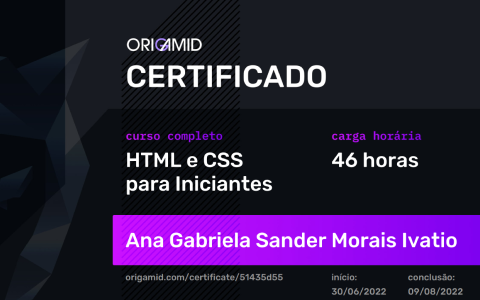 ORIGAMID
CERTIFICADO
curso completo
HTML e CSS
para Iniciantes
carga horária
46 horas
Ana Gabriela Sander Morais Ivatio
origamid.com/certificate/51435d55
início:
30/06/2022
conclusão:
09/08/2022